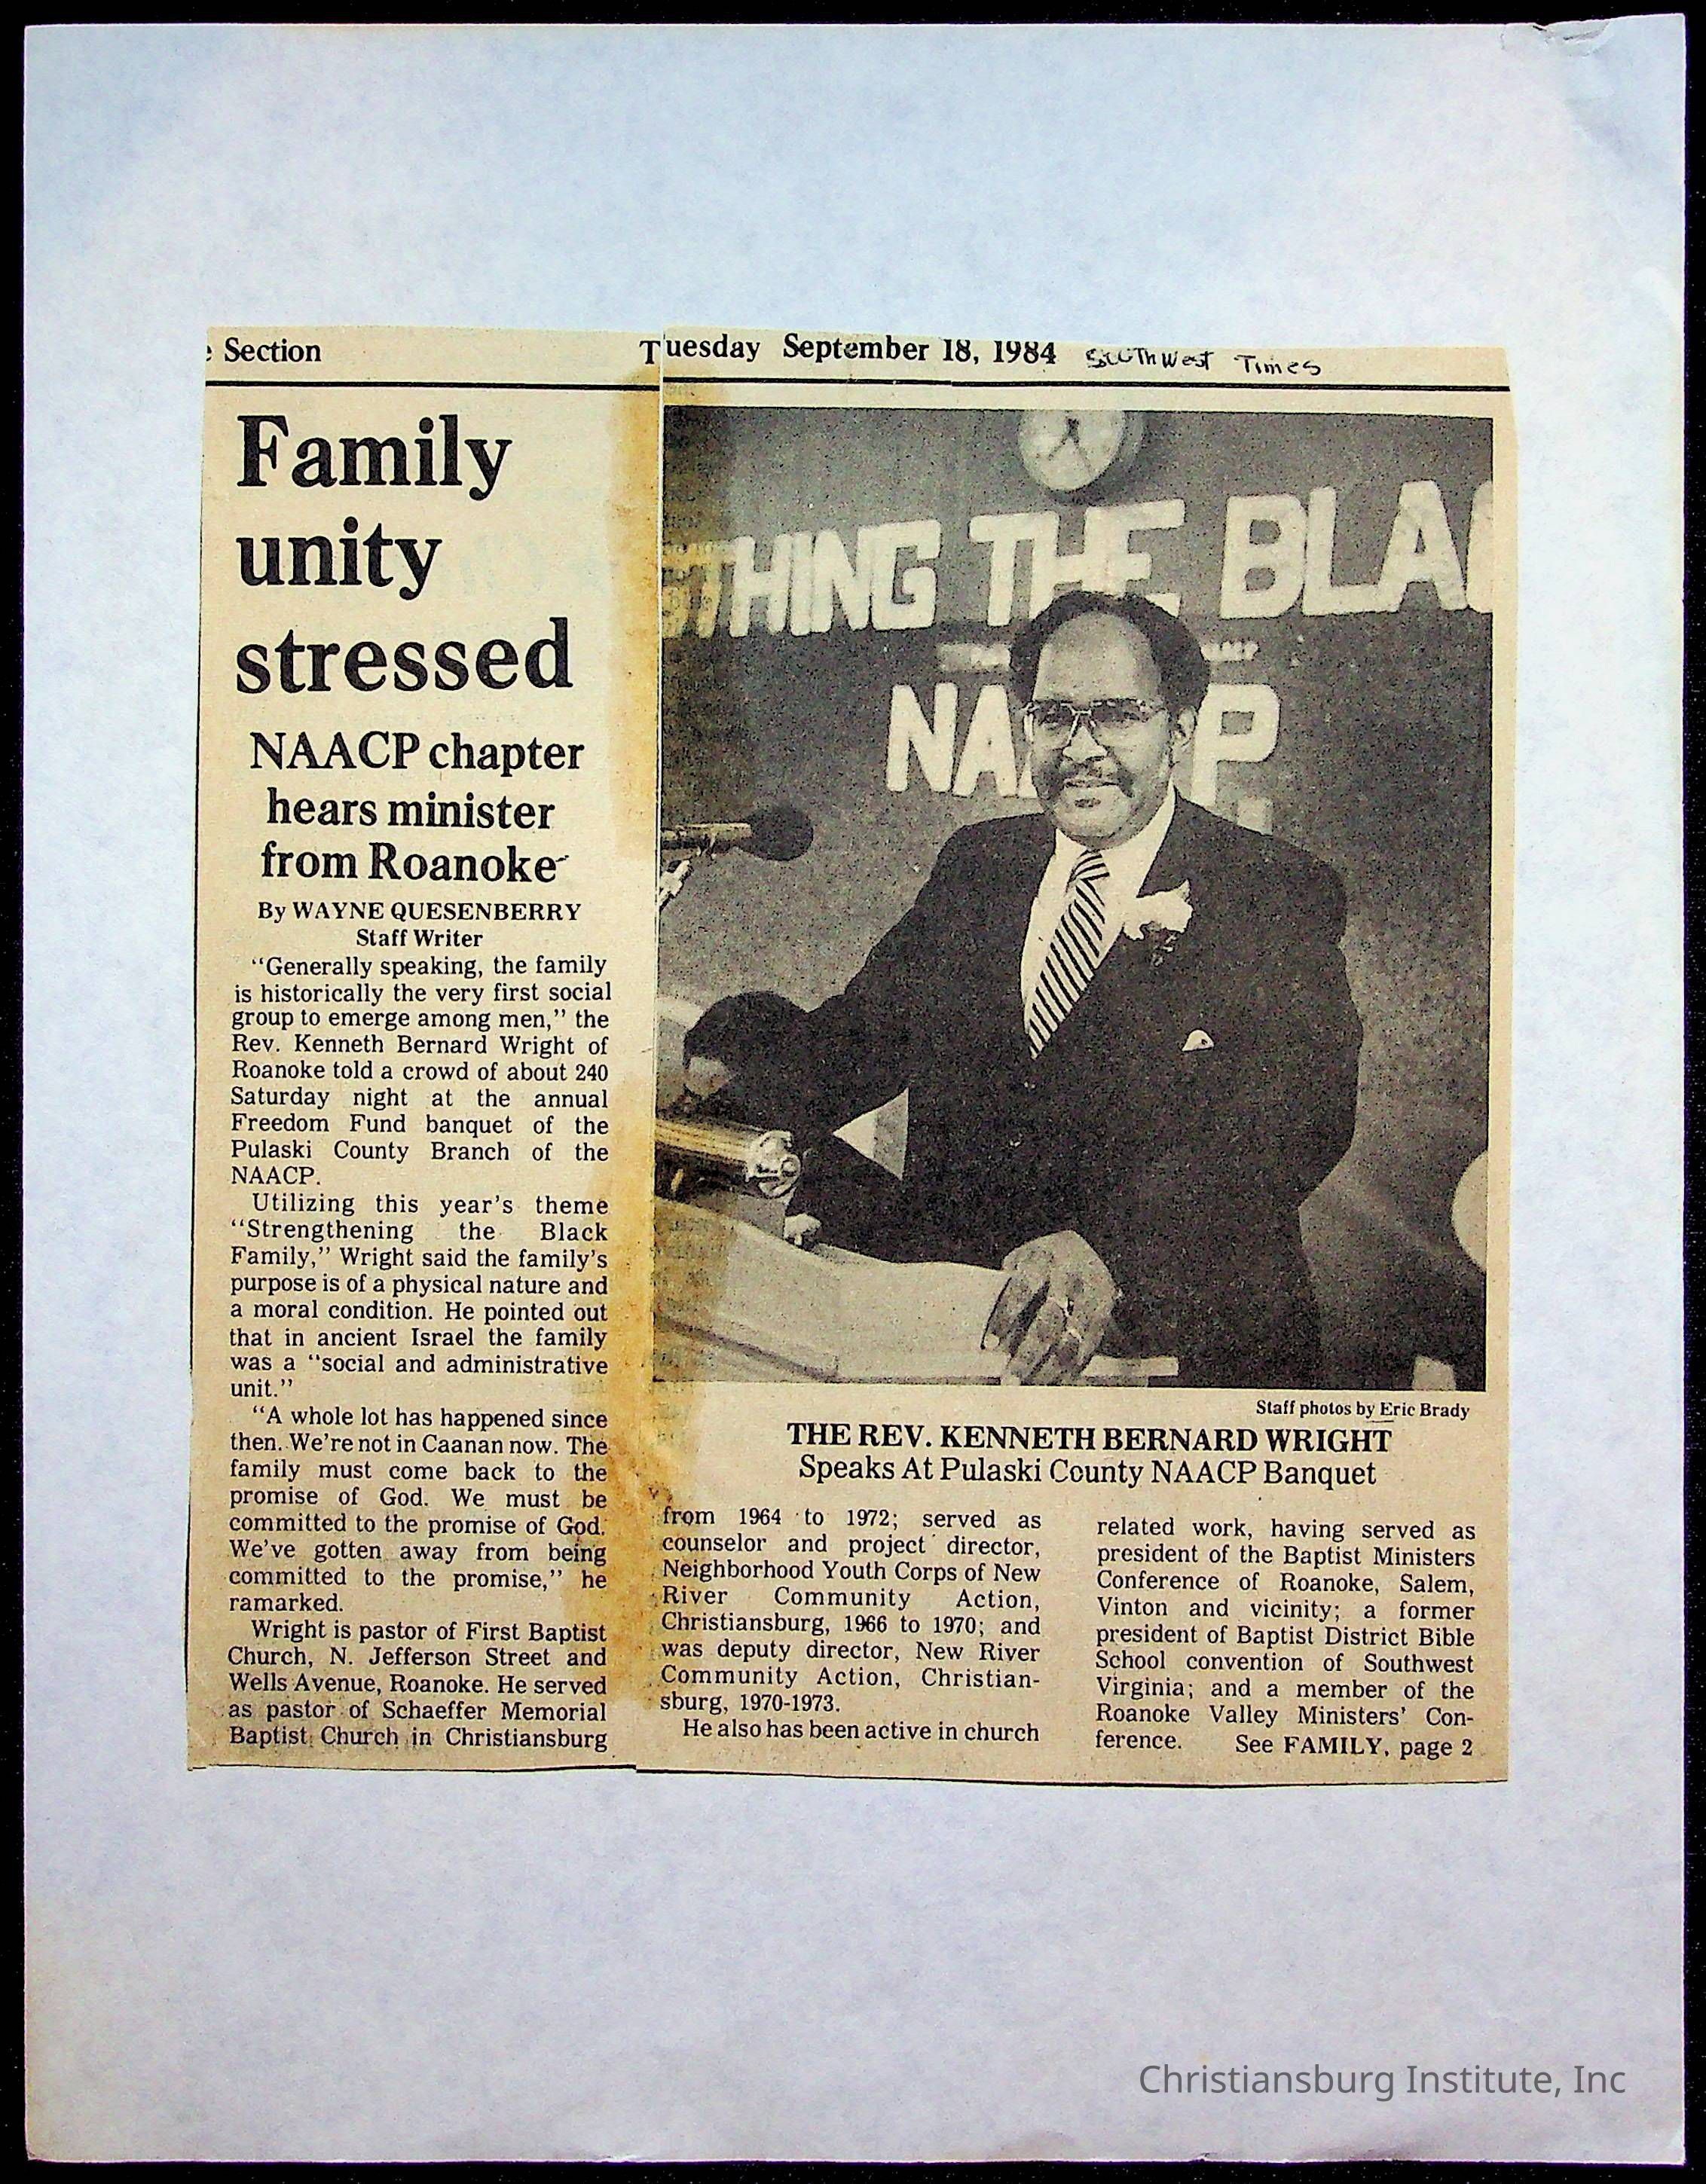 e Section
Tuesday September 18, 1984
SouthWest Times
Family
unity
stressed
NAACP chapter
hears minister
from Roanoke
By WAYNE QUESENBERRY
Staff Writer
“Generally speaking, the family
is historically the very first social
group to emerge among men,” the
Rev. Kenneth Bernard Wright of
Roanoke told a crowd of about 240
Saturday night at the annual
Freedom Fund banquet of the
Pulaski County Branch of the
NAACP.
Utilizing this year’s theme
“Strengthening the Black
Family,” Wright said the family’s
purpose is of a physical nature and
a moral condition. He pointed out
that in ancient Israel the family
was a “social and administrative
unit.”
“A whole lot has happened since
then. We’re not in Caanan now. The
family must come back to the
promise of God. We must be
committed to the promise of God.
We’ve gotten away from being
committed to the promise,” he
ramarked.
Wright is pastor of First Baptist
Church, N. Jefferson Street and
Wells Avenue, Roanoke. He served
as pastor of Schaeffer Memorial
Baptist Church in Christiansburg
THING THE BLAC
NA P.
Staff photos by Eric Brady
THE REV. KENNETH BERNARD WRIGHT
Speaks At Pulaski County NAACP Banquet
from 1964 to 1972; served as
counselor and project director,
Neighborhood Youth Corps of New
River Community Action,
Christiansburg, 1966 to 1970; and
was deputy director, New River
Community Action, Christian-
sburg, 1970-1973.
He also has been active in church
related work, having served as
president of the Baptist Ministers
Conference of Roanoke, Salem,
Vinton and vicinity; a former
president of Baptist District Bible
School convention of Southwest
Virginia; and a member of the
Roanoke Valley Ministers’ Con-
ference. See FAMILY, page 2
Christiansburg Institute, Inc